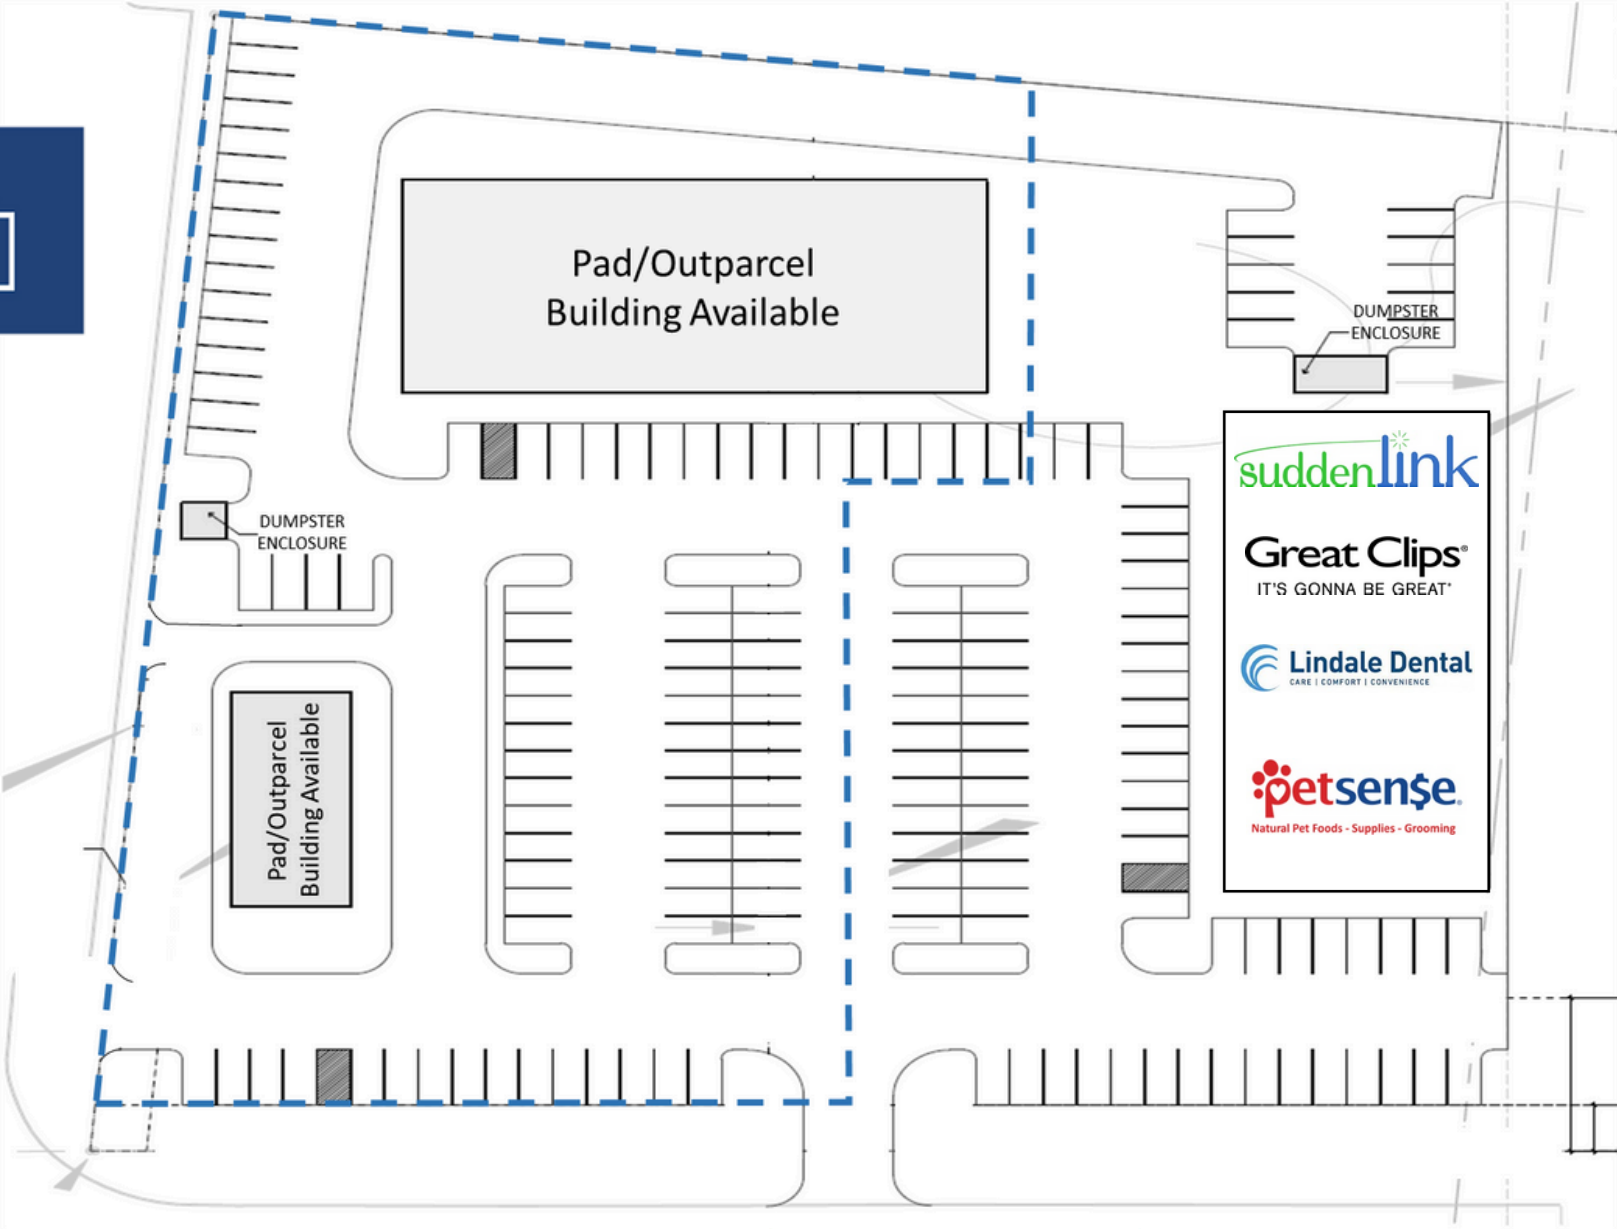 Pad/Outparcel
Building Available
DUMPSTER
ENCLOSURE
suddenlink
Great Clips®
IT'S GONNA BE GREAT®
DUMPSTER
ENCLOSURE
Lindale Dental
CARE | COMFORT | CONVENIENCE
Pad/Outparcel
Building Available
petsen$e®
Natural Pet Foods - Supplies - Grooming